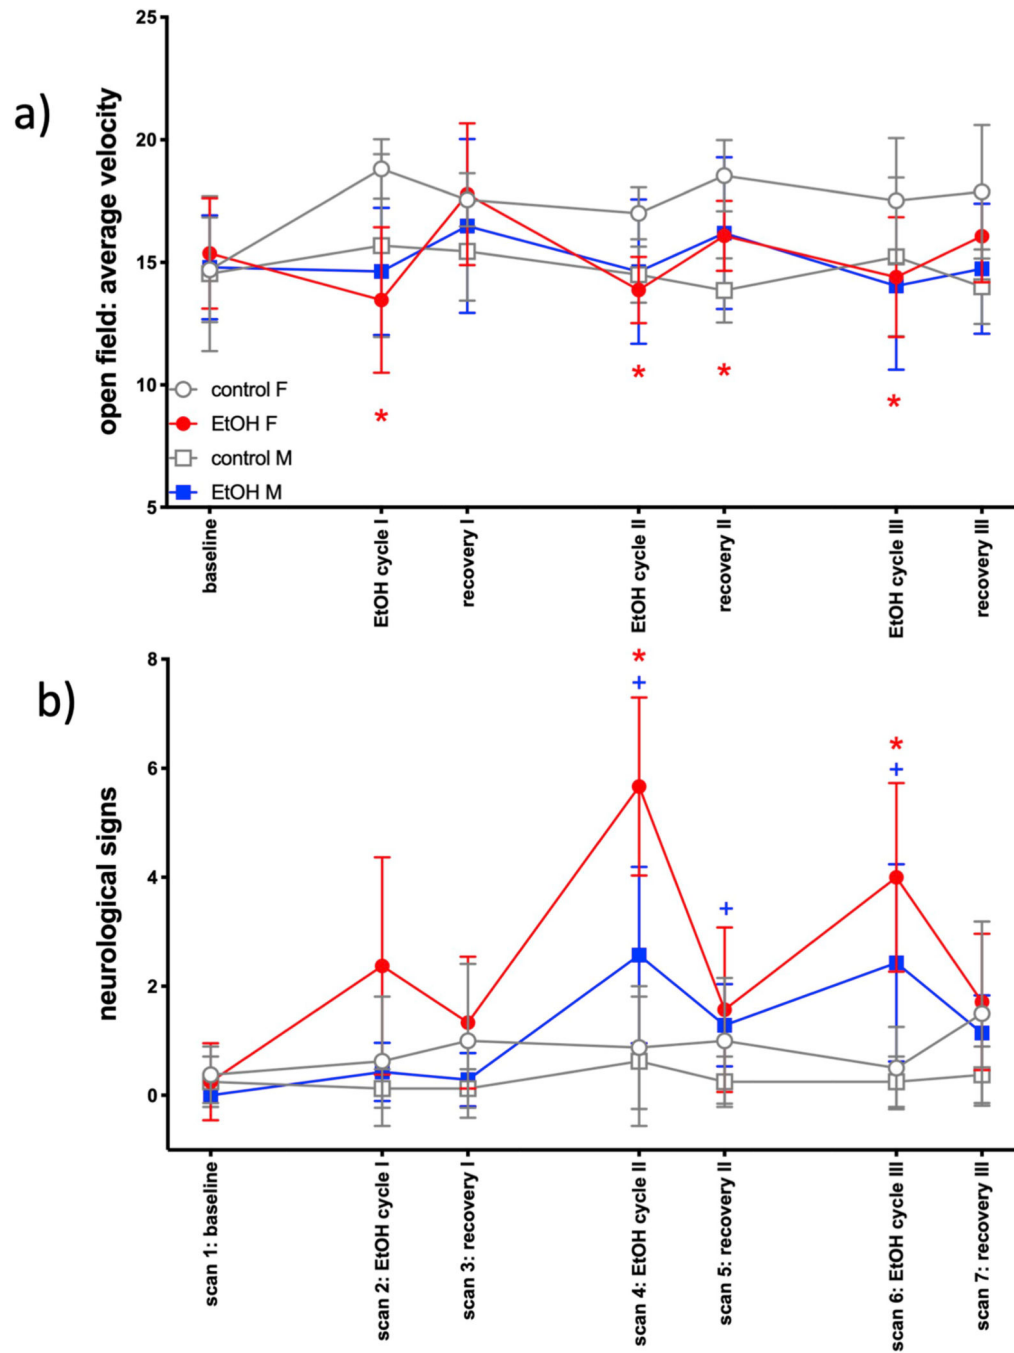 a)
open field: average velocity
25
20
15
10
5
control F
EtOH F
control M
EtOH M
*
*
*
*
baseline
EtOH cycle I
recovery I
EtOH cycle II
recovery II
EtOH cycle III
recovery III
b)
neurological signs
8
6
4
2
0
*
+
+
*
+
scan 1: baseline
scan 2: EtOH cycle I
scan 3: recovery I
scan 4: EtOH cycle II
scan 5: recovery II
scan 6: EtOH cycle III
scan 7: recovery III